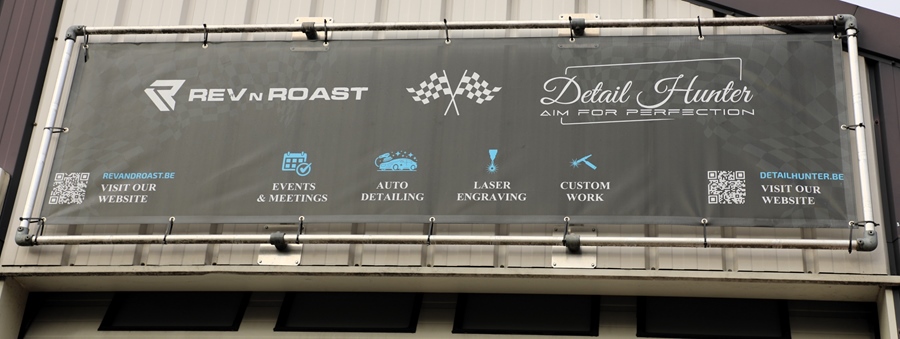 REV N ROAST
Detail Hunter
AIM FOR PERFECTION
REVANDROAST.BE
VISIT OUR
WEBSITE
EVENTS
& MEETINGS
AUTO
DETAILING
LASER
ENGRAVING
CUSTOM
WORK
DETAILHUNTER.BE
VISIT OUR
WEBSITE